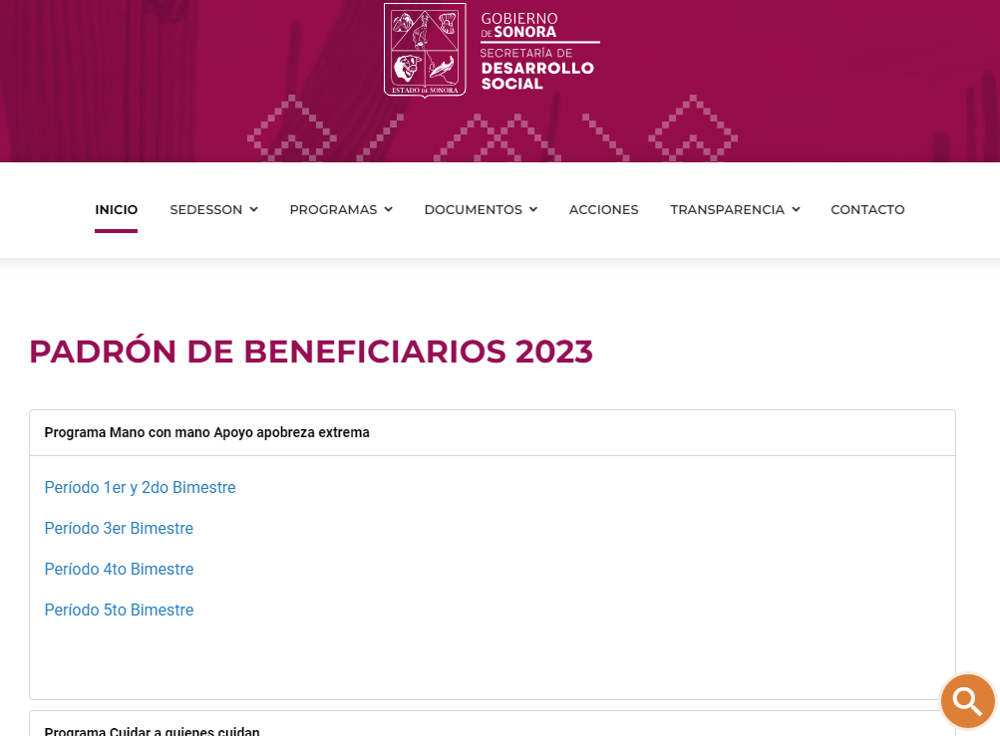 GOBIERNO
DE SONORA
SECRETARÍA DE
DESARROLLO
SOCIAL
ESTADO DE SONORA
INICIO SEDESSON PROGRAMAS DOCUMENTOS ACCIONES TRANSPARENCIA CONTACTO
PADRÓN DE BENEFICIARIOS 2023
Programa Mano con mano Apoyo apobreza extrema
Período 1er y 2do Bimestre
Período 3er Bimestre
Período 4to Bimestre
Período 5to Bimestre
Programa Cuidar a quienes cuidan